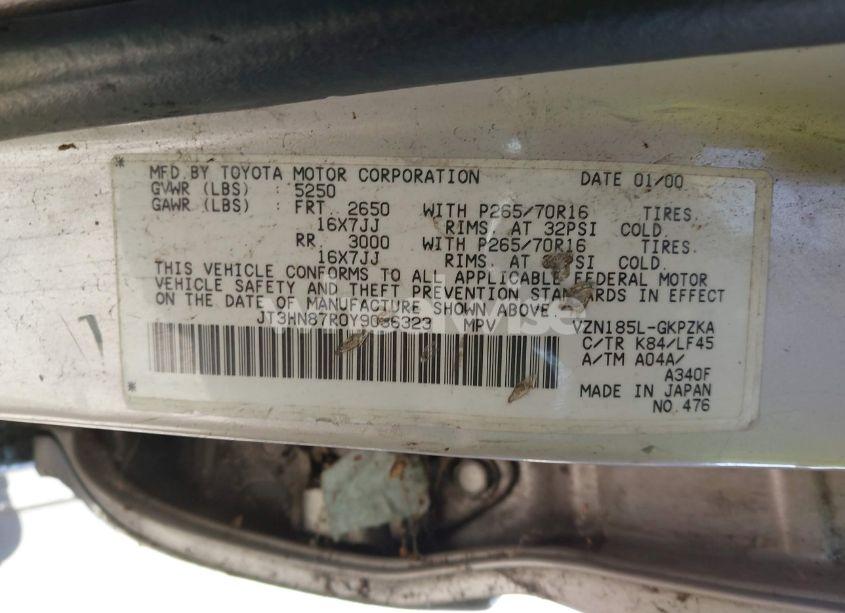 MFD. BY TOYOTA MOTOR CORPORATION DATE 01/00
GVWR (LBS) : 5250
GAWR (LBS) : FRT. 2650 WITH P265/70R16 TIRES.
16X7JJ RIMS. AT 32PSI COLD.
RR. 3000 WITH P265/70R16 TIRES.
16X7JJ RIMS. AT PSI COLD.
THIS VEHICLE CONFORMS TO ALL APPLICABLE FEDERAL MOTOR
VEHICLE SAFETY AND THEFT PREVENTION STANDARDS IN EFFECT
ON THE DATE OF MANUFACTURE SHOWN ABOVE.
MPV VZN185L-GKPZKA
C/TR K84/LF45
A/TM A04A/
A340F
MADE IN JAPAN
NO. 476